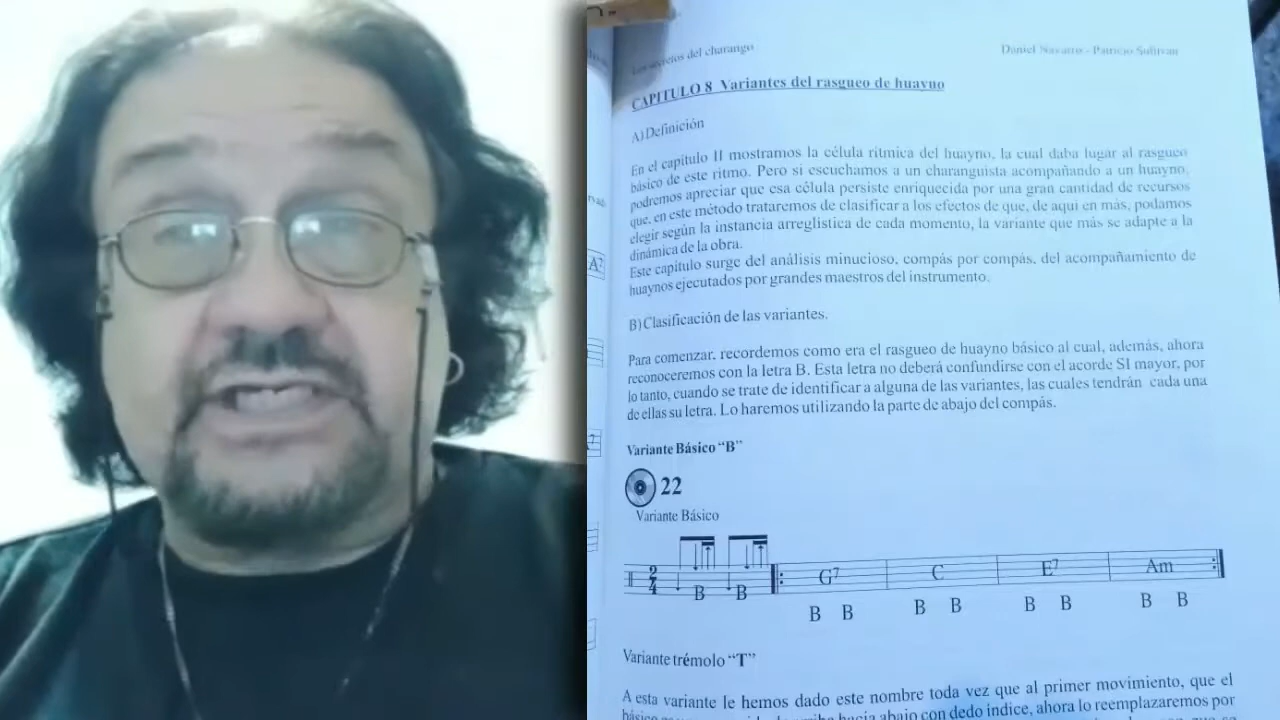 Los secretos del charango
Daniel Navarro - Patricio Sullivan
CAPITULO 8 Variantes del rasgueo de huayno
A) Definición
En el capítulo II mostramos la célula rítmica del huayno, la cual daba lugar al rasgueo
básico de este ritmo. Pero si escuchamos a un charanguista acompañando a un huayno,
podremos apreciar que esa célula persiste enriquecida por una gran cantidad de recursos
que, en este método trataremos de clasificar a los efectos de que, de aquí en más, podamos
elegir según la instancia arreglística de cada momento, la variante que más se adapte a la
dinámica de la obra.
Este capítulo surge del análisis minucioso, compás por compás, del acompañamiento de
huaynos ejecutados por grandes maestros del instrumento.
B) Clasificación de las variantes.
Para comenzar, recordemos como era el rasgueo de huayno básico al cual, además, ahora
reconoceremos con la letra B. Esta letra no deberá confundirse con el acorde SI mayor, por
lo tanto, cuando se trate de identificar a alguna de las variantes, las cuales tendrán cada una
de ellas su letra. Lo haremos utilizando la parte de abajo del compás.
Variante Básico “B”
22
Variante Básico
2
4
G7 C E7 Am
B B B B B B B B B B
Variante trémolo “T”
A esta variante le hemos dado este nombre toda vez que al primer movimiento, que el
arriba hacia abajo con dedo índice, ahora lo reemplazaremos por